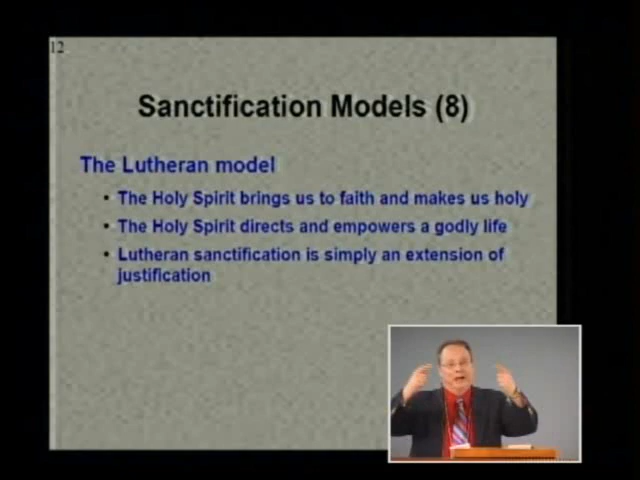 12
Sanctification Models (8)
The Lutheran model
• The Holy Spirit brings us to faith and makes us holy
• The Holy Spirit directs and empowers a godly life
• Lutheran sanctification is simply an extension of
justification